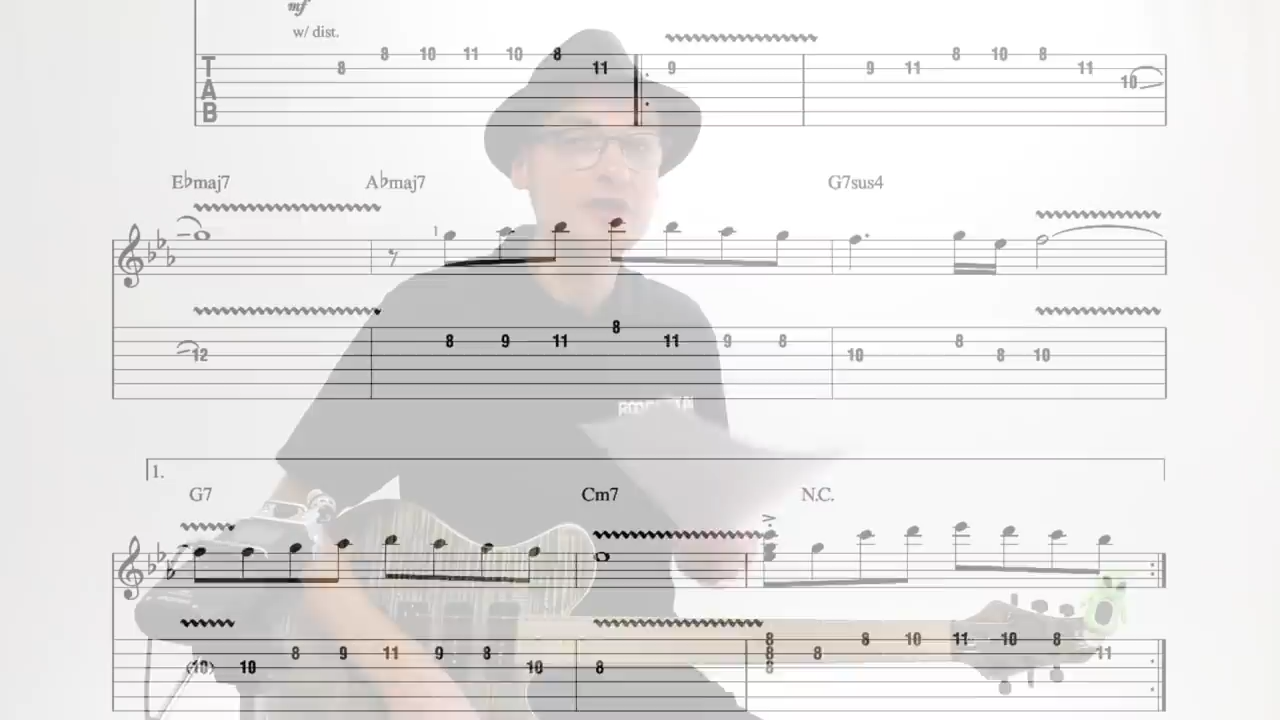 mf
w/ dist.
8 10 11 10 8
T 8 11 9 9 11 8 10 8 11
A 10
B
E♭maj7 A♭maj7 G7sus4
1
8
8 9 11 11 9 8 8
12 10 8 10
1.
G7 Cm7 N.C.
8 9 10 11 10 8
8 9 11 9 8 8 8 11
(10) 10 10 8 8